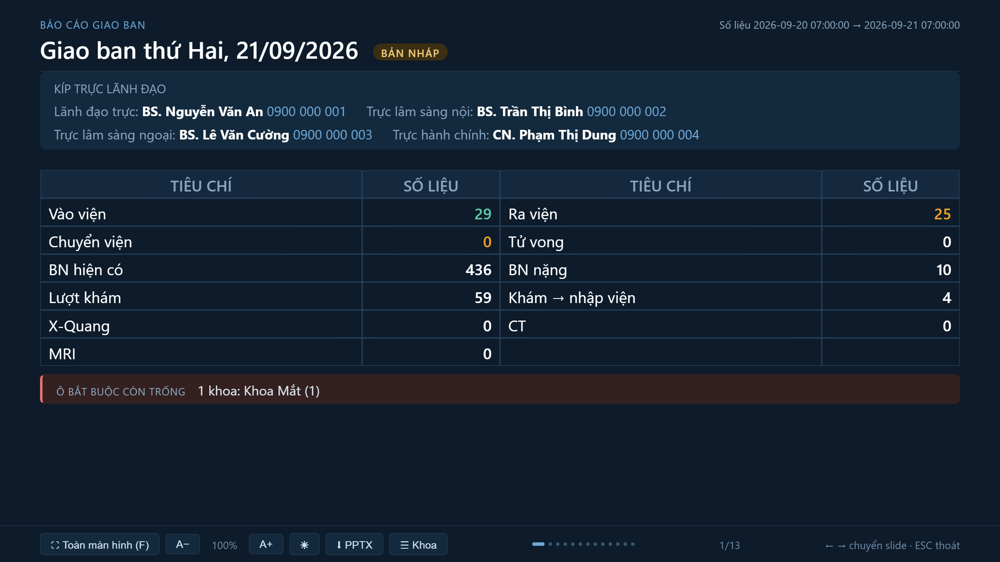 BÁO CÁO GIAO BAN
Số liệu 2026-09-20 07:00:00 → 2026-09-21 07:00:00
Giao ban thứ Hai, 21/09/2026 BẢN NHÁP
KÍP TRỰC LÃNH ĐẠO
Lãnh đạo trực: BS. Nguyễn Văn An 0900 000 001 Trực lâm sàng nội: BS. Trần Thị Bình 0900 000 002
Trực lâm sàng ngoại: BS. Lê Văn Cường 0900 000 003 Trực hành chính: CN. Phạm Thị Dung 0900 000 004
TIÊU CHÍ SỐ LIỆU TIÊU CHÍ SỐ LIỆU
Vào viện 29 Ra viện 25
Chuyển viện 0 Tử vong 0
BN hiện có 436 BN nặng 10
Lượt khám 59 Khám → nhập viện 4
X-Quang 0 CT 0
MRI 0
Ô BẮT BUỘC CÒN TRỐNG 1 khoa: Khoa Mắt (1)
Toàn màn hình (F) A− 100% A+ ☀ ⬇ PPTX ☰ Khoa 1/13 ← → chuyển slide · ESC thoát